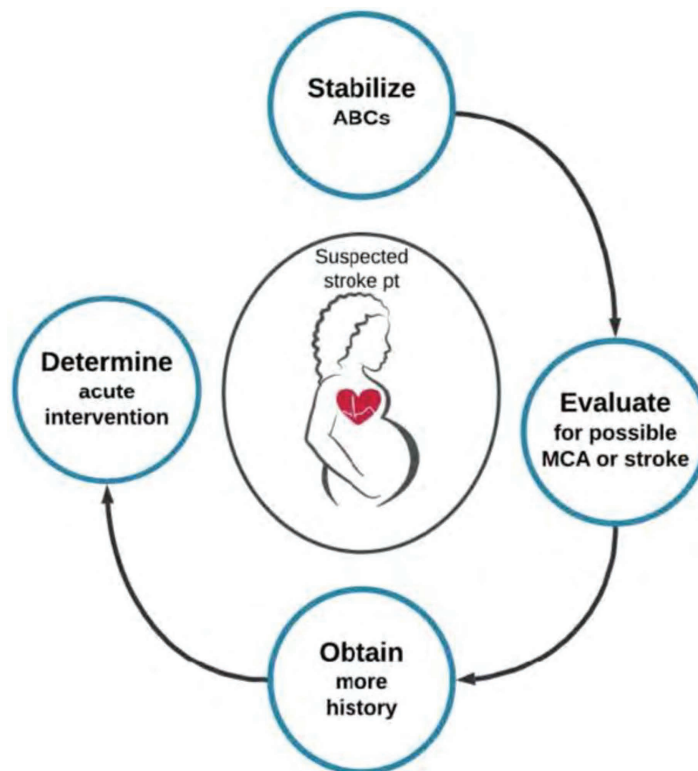 Stabilize
ABCs
Suspected
stroke pt
Determine
acute
intervention
Evaluate
for possible
MCA or stroke
Obtain
more
history